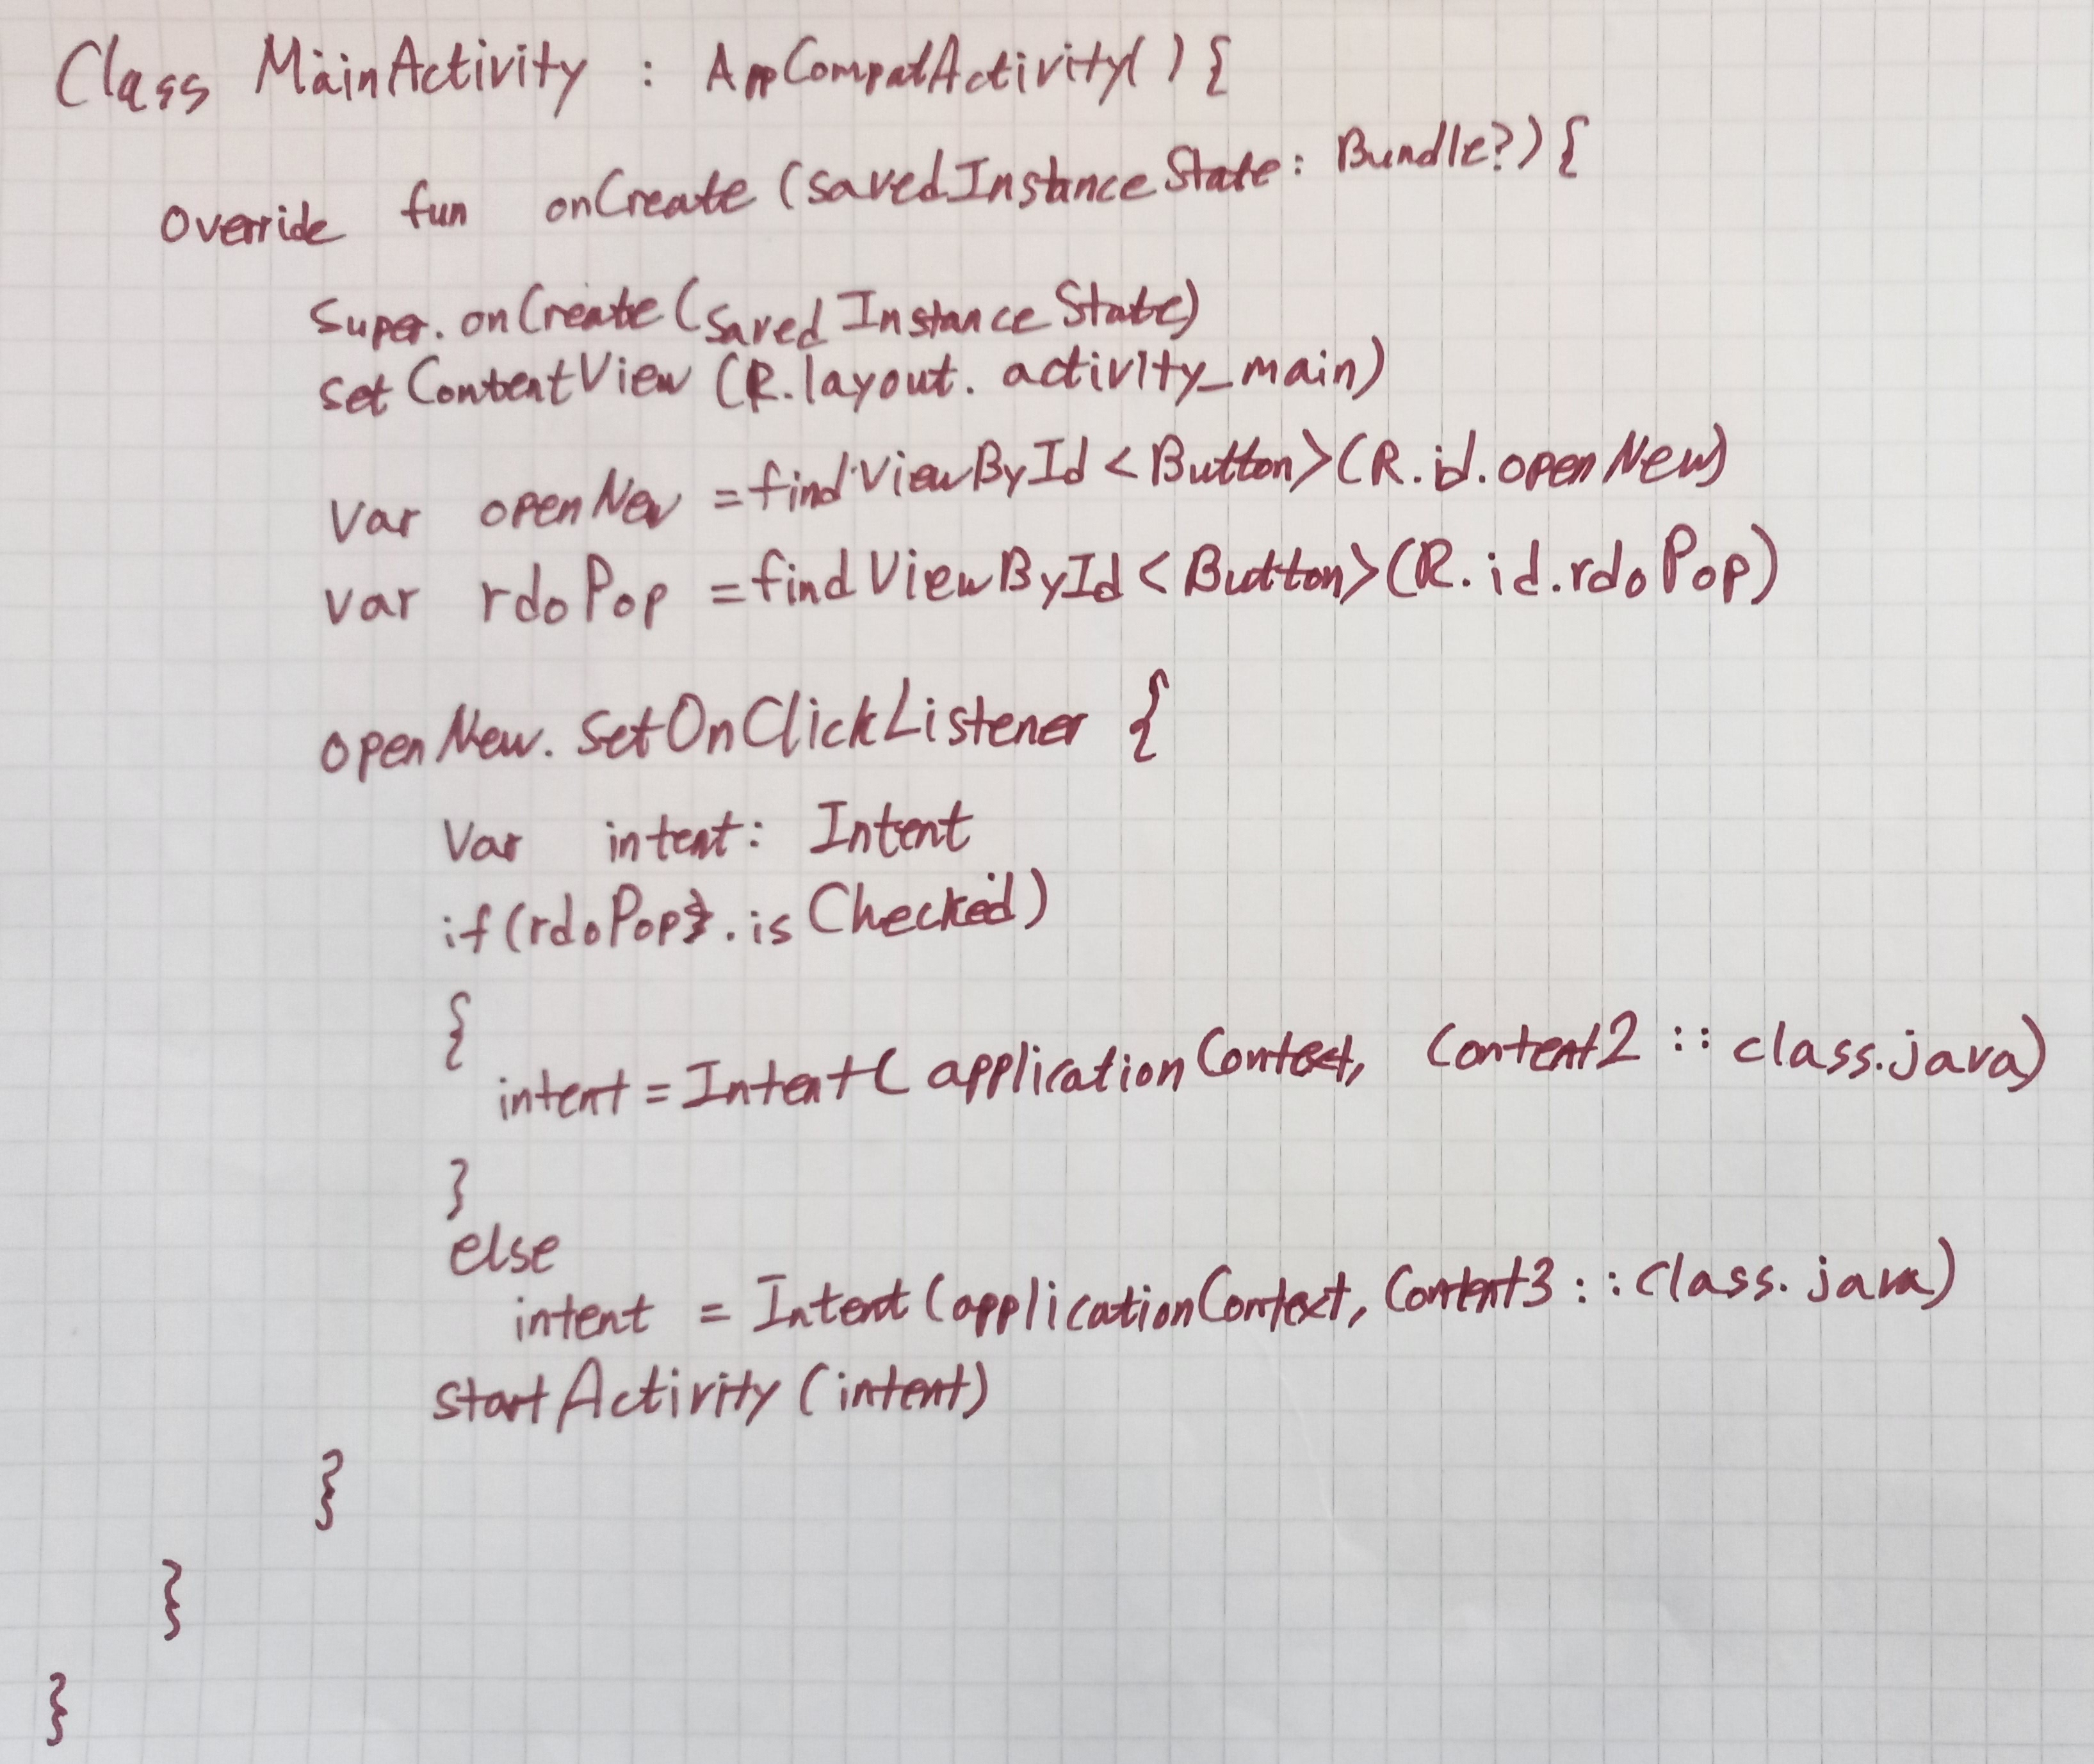 Class MainActivity : AppCompatActivity(){
override fun onCreate (savedInstanceState: Bundle?){
super.onCreate(savedInstanceState)
setContentView (R.layout.activity_main)
var openNew =findViewById<Button>(R.id.openNew)
var rdoPop =findViewById<Button>(R.id.rdoPop)
openNew.setOnClickListener {
var intent: Intent
if(rdoPop}.isChecked)
{
intent=Intent(applicationContext, Content2::class.java)
}
else
intent = Intent(applicationContext, Content3::class.java)
startActivity(intent)
}
}
}